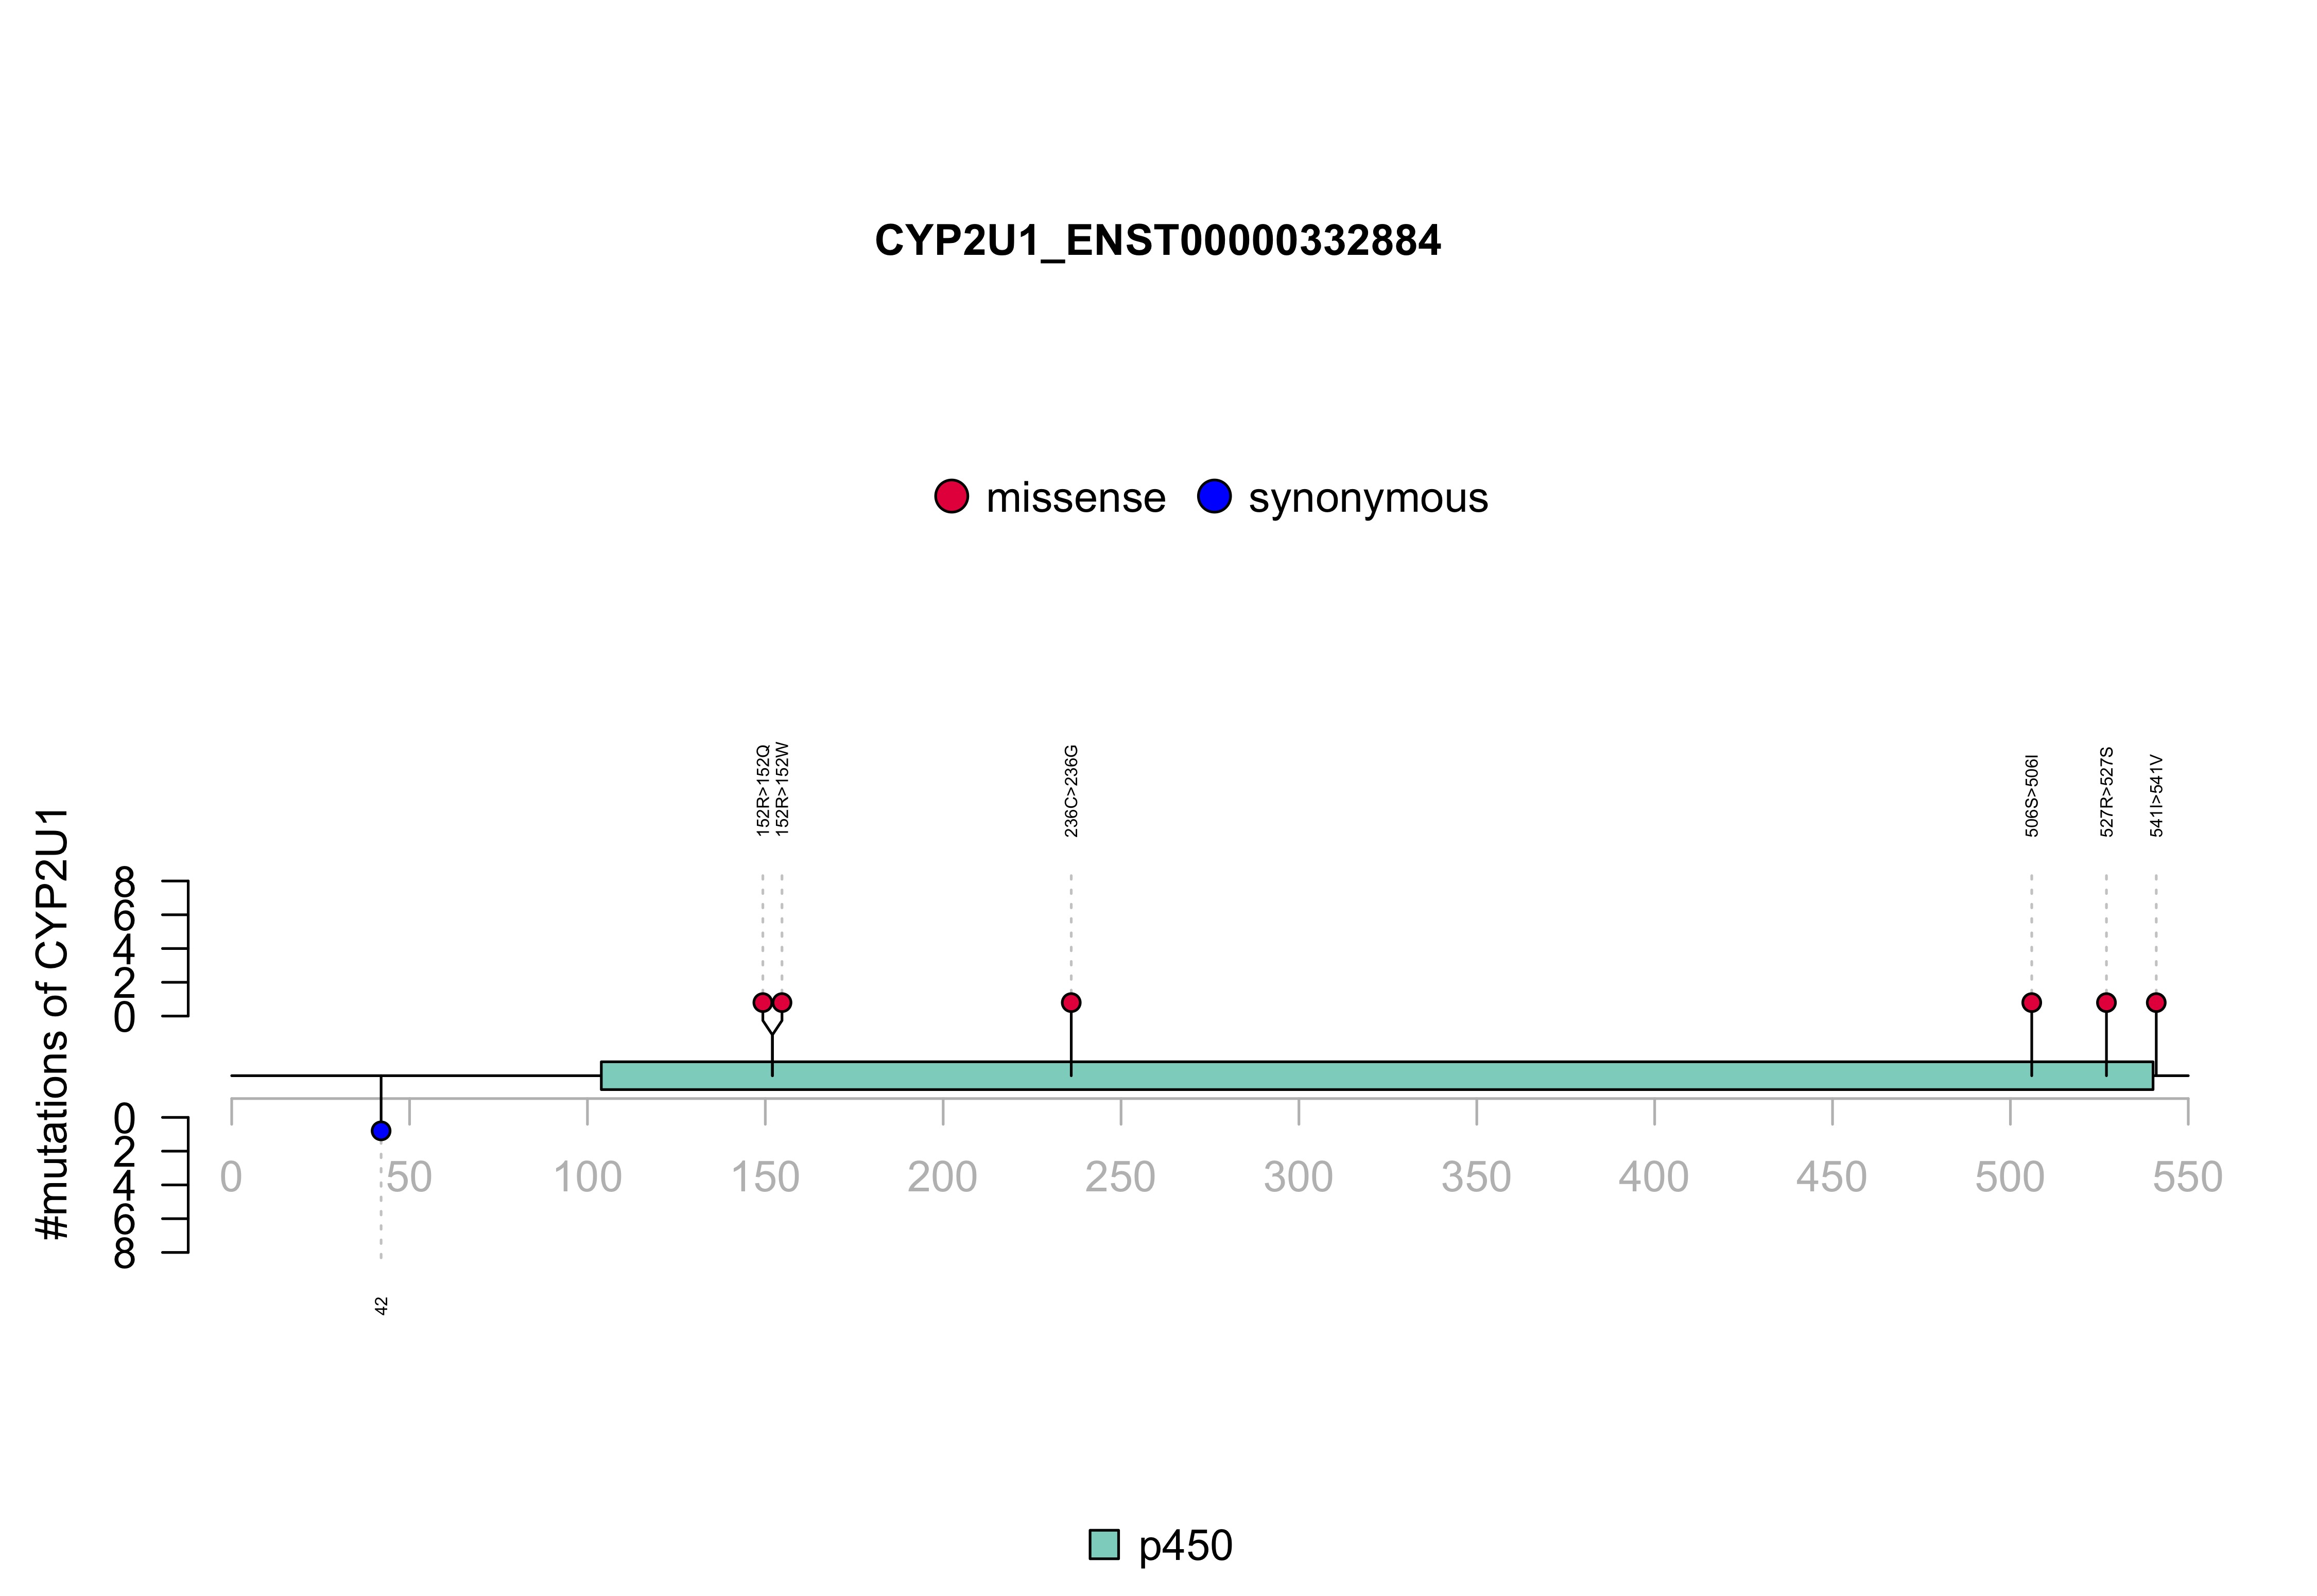 CYP2U1_ENST00000332884
missense synonymous
152R>152Q
152R>152W
236C>236G
506S>506I
527R>527S
541I>541V
#mutations of CYP2U1
8
6
4
2
0
0
2
4
6
8
0 50 100 150 200 250 300 350 400 450 500 550
42
p450